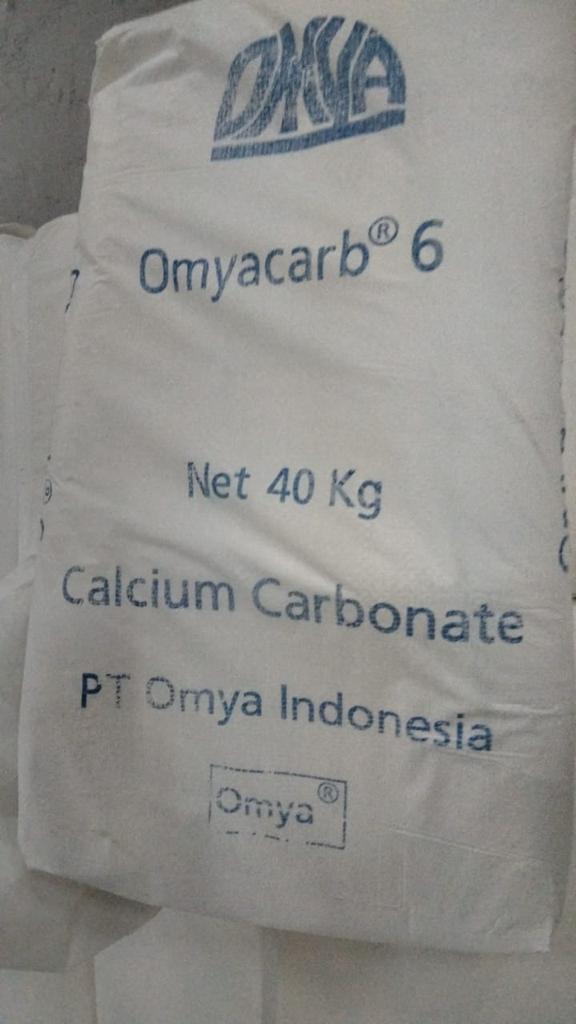 OMYA
Omyacarb® 6
Net 40 Kg
Calcium Carbonate
PT Omya Indonesia
Omya®